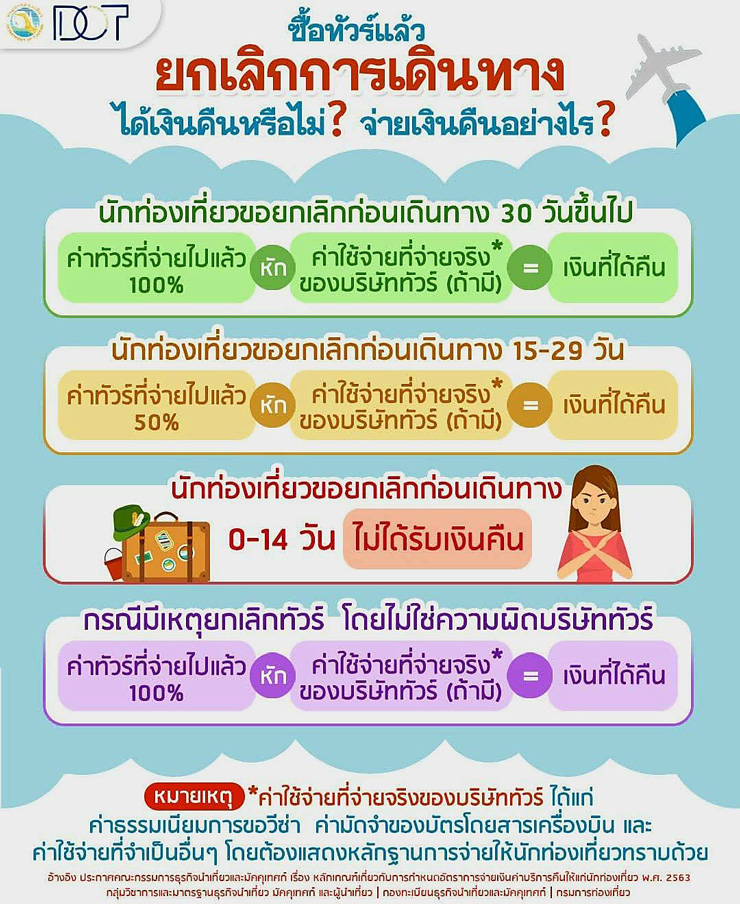 DCT
ซื้อทัวร์แล้ว
ยกเลิกการเดินทาง
ได้เงินคืนหรือไม่? จ่ายเงินคืนอย่างไร?
นักท่องเที่ยวขอยกเลิกก่อนเดินทาง 30 วันขึ้นไป
ค่าทัวร์ที่จ่ายไปแล้ว
100%
หัก
ค่าใช้จ่ายที่จ่ายจริง*
ของบริษัททัวร์ (ถ้ามี)
=
เงินที่ได้คืน
นักท่องเที่ยวขอยกเลิกก่อนเดินทาง 15-29 วัน
ค่าทัวร์ที่จ่ายไปแล้ว
50%
หัก
ค่าใช้จ่ายที่จ่ายจริง*
ของบริษัททัวร์ (ถ้ามี)
=
เงินที่ได้คืน
นักท่องเที่ยวขอยกเลิกก่อนเดินทาง
0-14 วัน ไม่ได้รับเงินคืน
กรณีมีเหตุยกเลิกทัวร์ โดยไม่ใช่ความผิดบริษัททัวร์
ค่าทัวร์ที่จ่ายไปแล้ว
100%
หัก
ค่าใช้จ่ายที่จ่ายจริง*
ของบริษัททัวร์ (ถ้ามี)
=
เงินที่ได้คืน
หมายเหตุ *ค่าใช้จ่ายที่จ่ายจริงของบริษัททัวร์ ได้แก่
ค่าธรรมเนียมการขอวีซ่า ค่ามัดจำของบัตรโดยสารเครื่องบิน และ
ค่าใช้จ่ายที่จำเป็นอื่นๆ โดยต้องแสดงหลักฐานการจ่ายให้นักท่องเที่ยวทราบด้วย
อ้างอิง ประกาศคณะกรรมการธุรกิจนำเที่ยวและมัคคุเทศก์ เรื่อง หลักเกณฑ์เกี่ยวกับการกำหนดอัตราการจ่ายเงินค่าบริการคืนให้แก่นักท่องเที่ยว พ.ศ. 2563
กลุ่มวิชาการและมาตรฐานธุรกิจนำเที่ยว มัคคุเทศก์ และผู้นำเที่ยว | กองทะเบียนธุรกิจนำเที่ยวและมัคคุเทศก์ | กรมการท่องเที่ยว